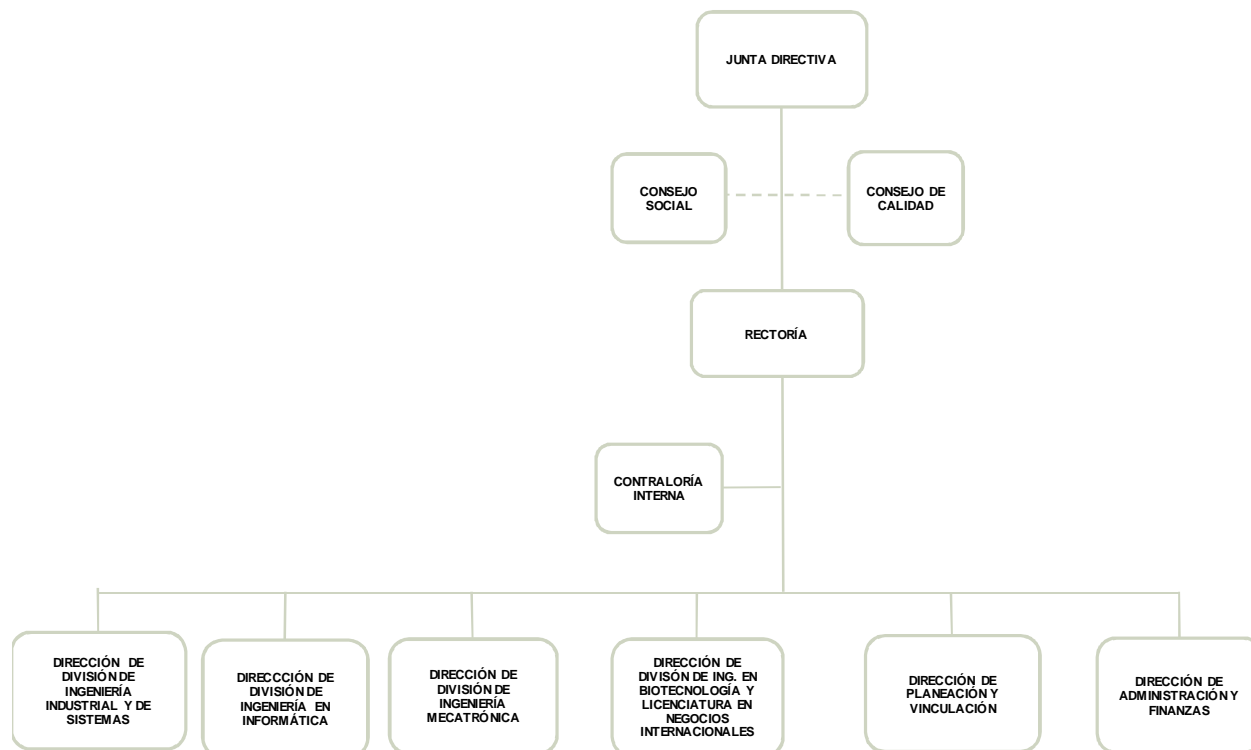 JUNTA DIRECTIVA
CONSEJO
SOCIAL
CONSEJO DE
CALIDAD
RECTORÍA
CONTRALORÍA
INTERNA
DIRECCIÓN DE
DIVISIÓN DE
INGENIERÍA
INDUSTRIAL Y DE
SISTEMAS
DIRECCCIÓN DE
DIVISIÓN DE
INGENIERÍA EN
INFORMÁTICA
DIRECCIÓN DE
DIVISIÓN DE
INGENIERÍA
MECATRÓNICA
DIRECCIÓN DE
DIVISÓN DE ING. EN
BIOTECNOLOGÍA Y
LICENCIATURA EN
NEGOCIOS
INTERNACIONALES
DIRECCIÓN DE
PLANEACIÓN Y
VINCULACIÓN
DIRECCIÓN DE
ADMINISTRACIÓN Y
FINANZAS